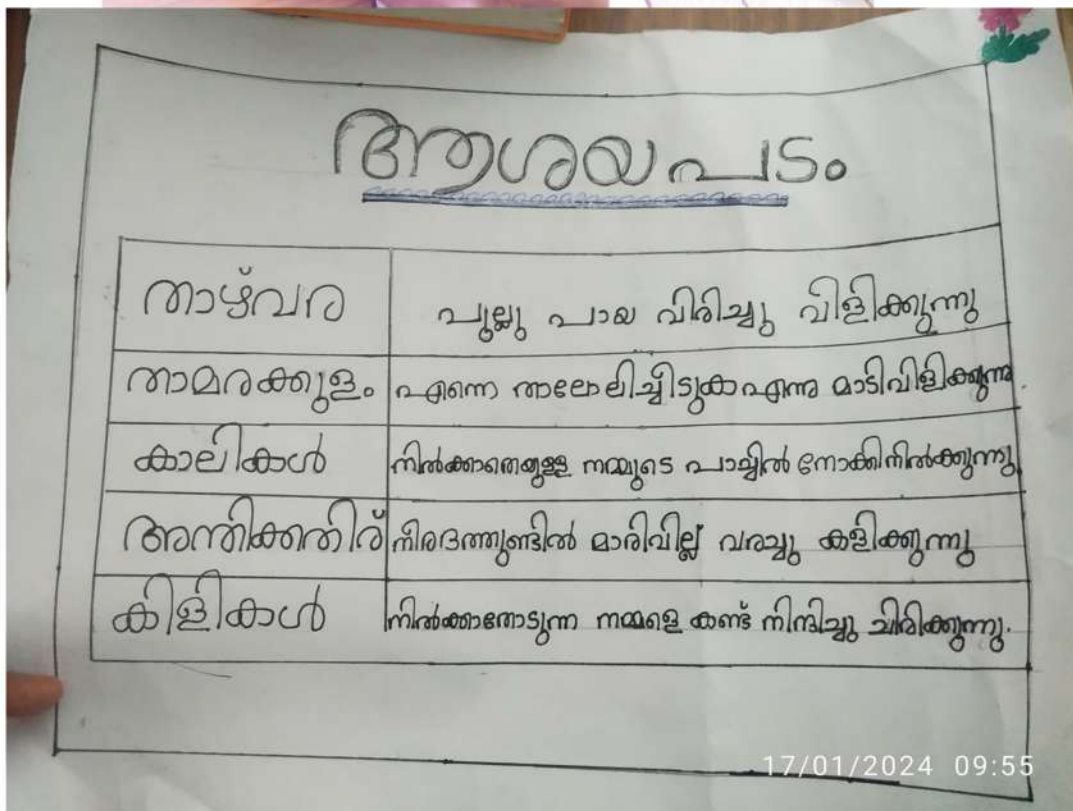 ആശയപടം
താഴ്‌വര പുല്ലു പായ വിരിച്ചു വിളിക്കുന്നു
താമരക്കുളം എന്നെ താലോലിച്ചീടുക എന്നു മാടിവിളിക്കുന്നു.
കാലികൾ നിൽക്കാതെയുള്ള നമ്മുടെ പാച്ചിൽ നോക്കിനിൽക്കുന്നു
അന്തിക്കതിര് നീരദത്തുണ്ടിൽ മാരിവില്ല് വരച്ചു കളിക്കുന്നു
കിളികാൾ നിൽക്കാതോടുന്ന നമ്മളെ കണ്ട് നിന്ദിച്ചു ചിരിക്കുന്നു.
17/01/2024 09:55